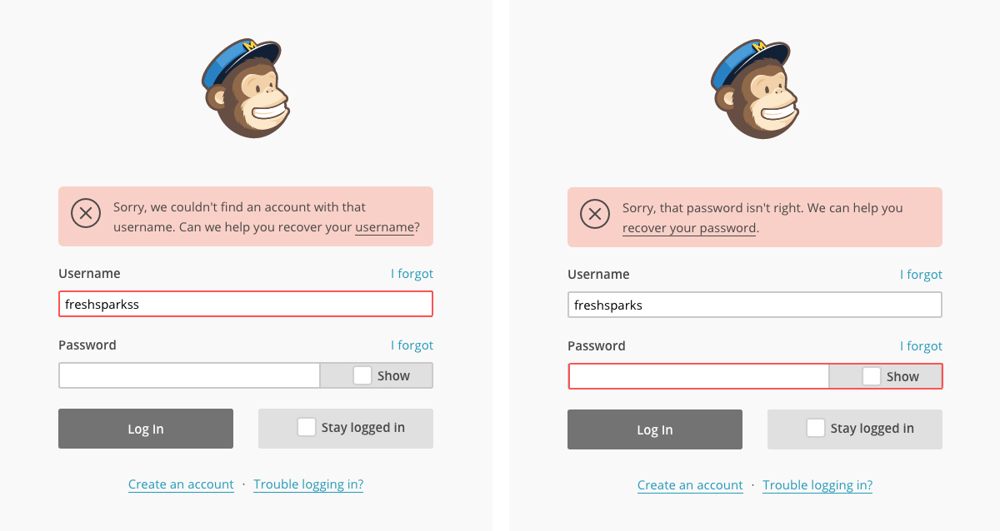 M
Sorry, we couldn't find an account with that
username. Can we help you recover your username?
Username I forgot
freshsparkss
Password I forgot
Show
Log In Stay logged in
Create an account · Trouble logging in?
M
Sorry, that password isn't right. We can help you
recover your password.
Username I forgot
freshsparks
Password I forgot
Show
Log In Stay logged in
Create an account · Trouble logging in?